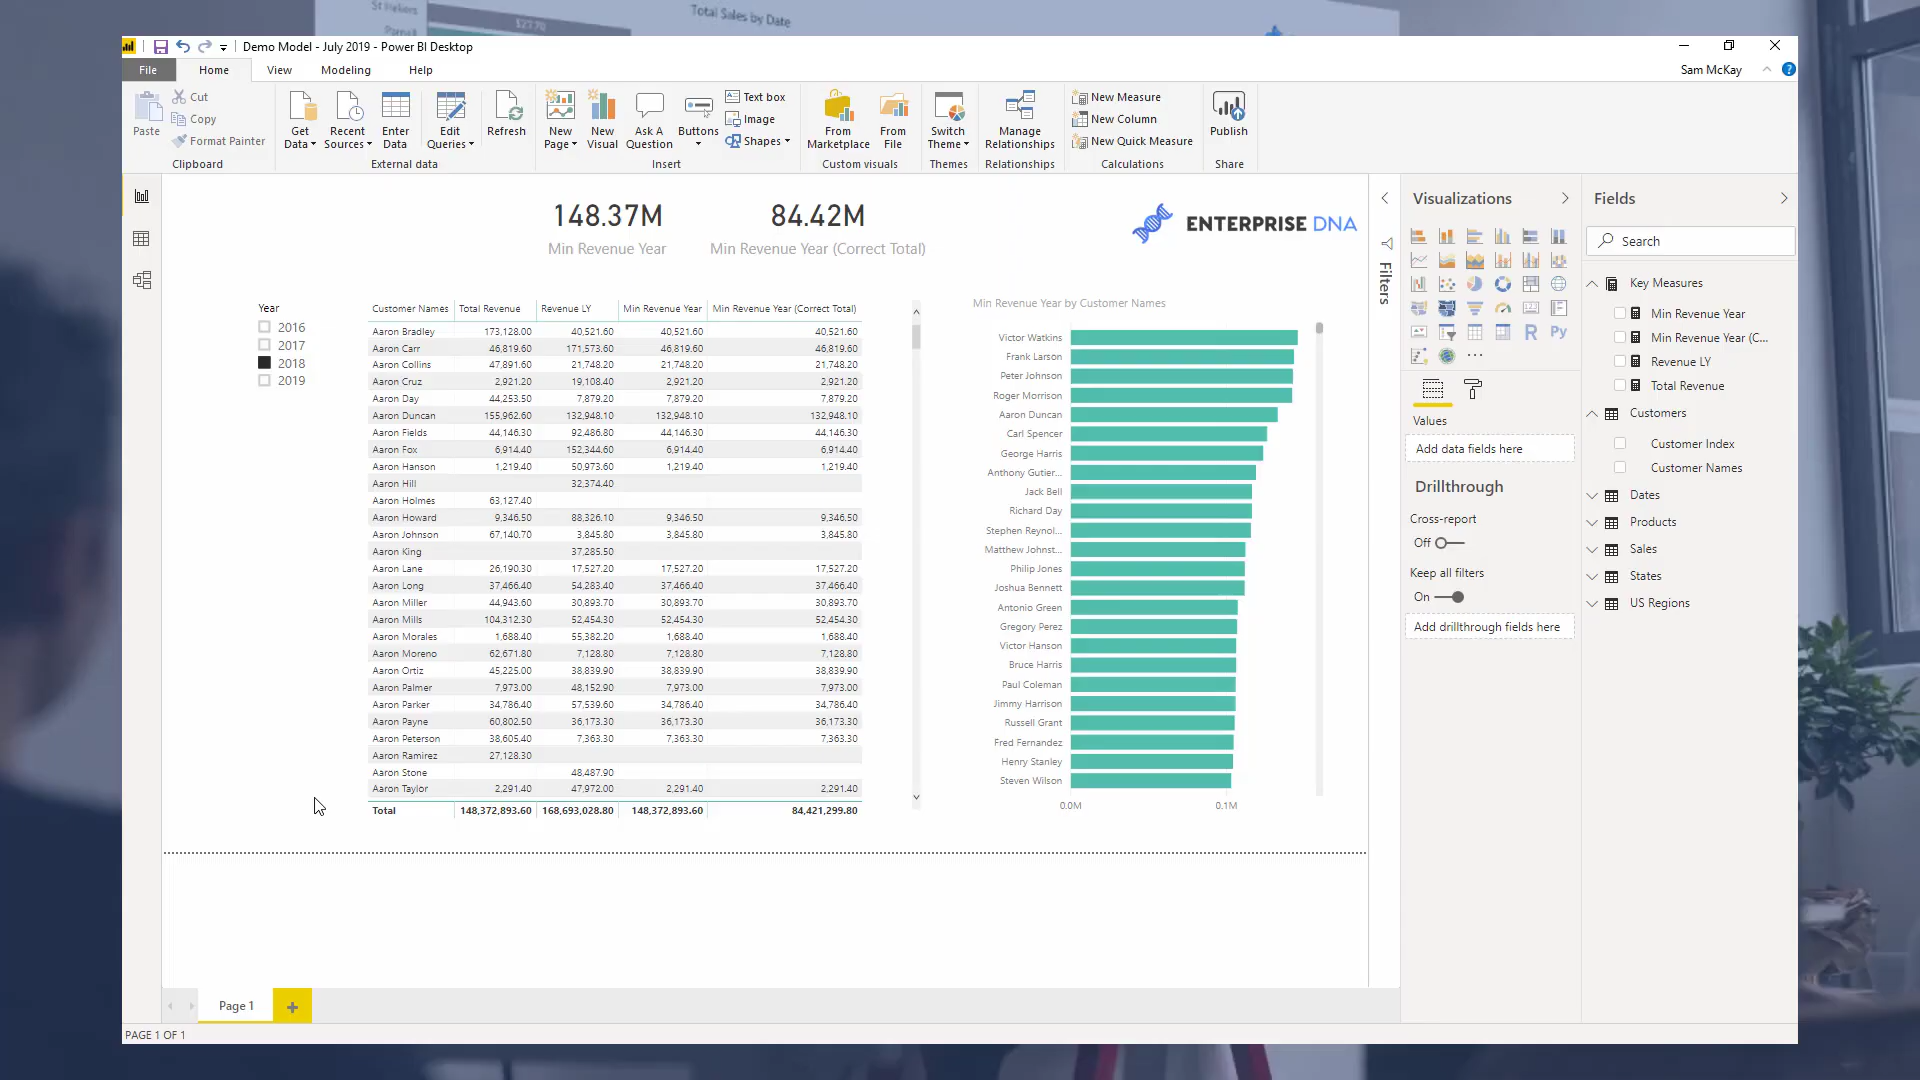 St Heliers
Parnell
$22.70
Total Sales by Date
Demo Model - July 2019 - Power BI Desktop
File Home View Modeling Help
Sam McKay
Paste
Cut
Copy
Format Painter
Clipboard
Get Data
Recent Sources
Enter Data
Edit Queries
External data
Refresh
New Page
New Visual
Ask A Question
Buttons
Text box
Image
Shapes
Insert
From Marketplace
From File
Custom visuals
Switch Theme
Themes
Manage Relationships
Relationships
New Measure
New Column
New Quick Measure
Calculations
Publish
Share
148.37M
Min Revenue Year
84.42M
Min Revenue Year (Correct Total)
ENTERPRISE DNA
Year
2016
2017
2018
2019
Customer Names Total Revenue Revenue LY Min Revenue Year Min Revenue Year (Correct Total)
Aaron Bradley 173,128.00 40,521.60 40,521.60 40,521.60
Aaron Carr 46,819.60 171,573.60 46,819.60 46,819.60
Aaron Collins 47,891.60 21,748.20 21,748.20 21,748.20
Aaron Cruz 2,921.20 19,108.40 2,921.20 2,921.20
Aaron Day 44,253.50 7,879.20 7,879.20 7,879.20
Aaron Duncan 155,962.60 132,948.10 132,948.10 132,948.10
Aaron Fields 44,146.30 92,486.80 44,146.30 44,146.30
Aaron Fox 6,914.40 152,344.60 6,914.40 6,914.40
Aaron Hanson 1,219.40 50,973.60 1,219.40 1,219.40
Aaron Hill 32,374.40
Aaron Holmes 63,127.40
Aaron Howard 9,346.50 88,326.10 9,346.50 9,346.50
Aaron Johnson 67,140.70 3,845.80 3,845.80 3,845.80
Aaron King 37,285.50
Aaron Lane 26,190.30 17,527.20 17,527.20 17,527.20
Aaron Long 37,466.40 54,283.40 37,466.40 37,466.40
Aaron Miller 44,943.60 30,893.70 30,893.70 30,893.70
Aaron Mills 104,312.30 52,454.30 52,454.30 52,454.30
Aaron Morales 1,688.40 55,382.20 1,688.40 1,688.40
Aaron Moreno 62,671.80 7,128.80 7,128.80 7,128.80
Aaron Ortiz 45,225.00 38,839.90 38,839.90 38,839.90
Aaron Palmer 7,973.00 48,152.90 7,973.00 7,973.00
Aaron Parker 34,786.40 57,539.60 34,786.40 34,786.40
Aaron Payne 60,802.50 36,173.30 36,173.30 36,173.30
Aaron Peterson 38,605.40 7,363.30 7,363.30 7,363.30
Aaron Ramirez 27,128.30
Aaron Stone 48,487.90
Aaron Taylor 2,291.40 47,972.00 2,291.40 2,291.40
Total 148,372,893.60 168,693,028.80 148,372,893.60 84,421,299.80
Min Revenue Year by Customer Names
Victor Watkins
Frank Larson
Peter Johnson
Roger Morrison
Aaron Duncan
Carl Spencer
George Harris
Anthony Gutier...
Jack Bell
Richard Day
Stephen Reynol...
Matthew Johnst...
Philip Jones
Joshua Bennett
Antonio Green
Gregory Perez
Victor Hanson
Bruce Harris
Paul Coleman
Jimmy Harrison
Russell Grant
Fred Fernandez
Henry Stanley
Steven Wilson
0.0M 0.1M
Filters
Visualizations
R Py
Values
Add data fields here
Drillthrough
Cross-report
Off
Keep all filters
On
Add drillthrough fields here
Fields
Search
Key Measures
Min Revenue Year
Min Revenue Year (C...
Revenue LY
Total Revenue
Customers
Customer Index
Customer Names
Dates
Products
Sales
States
US Regions
Page 1
PAGE 1 OF 1